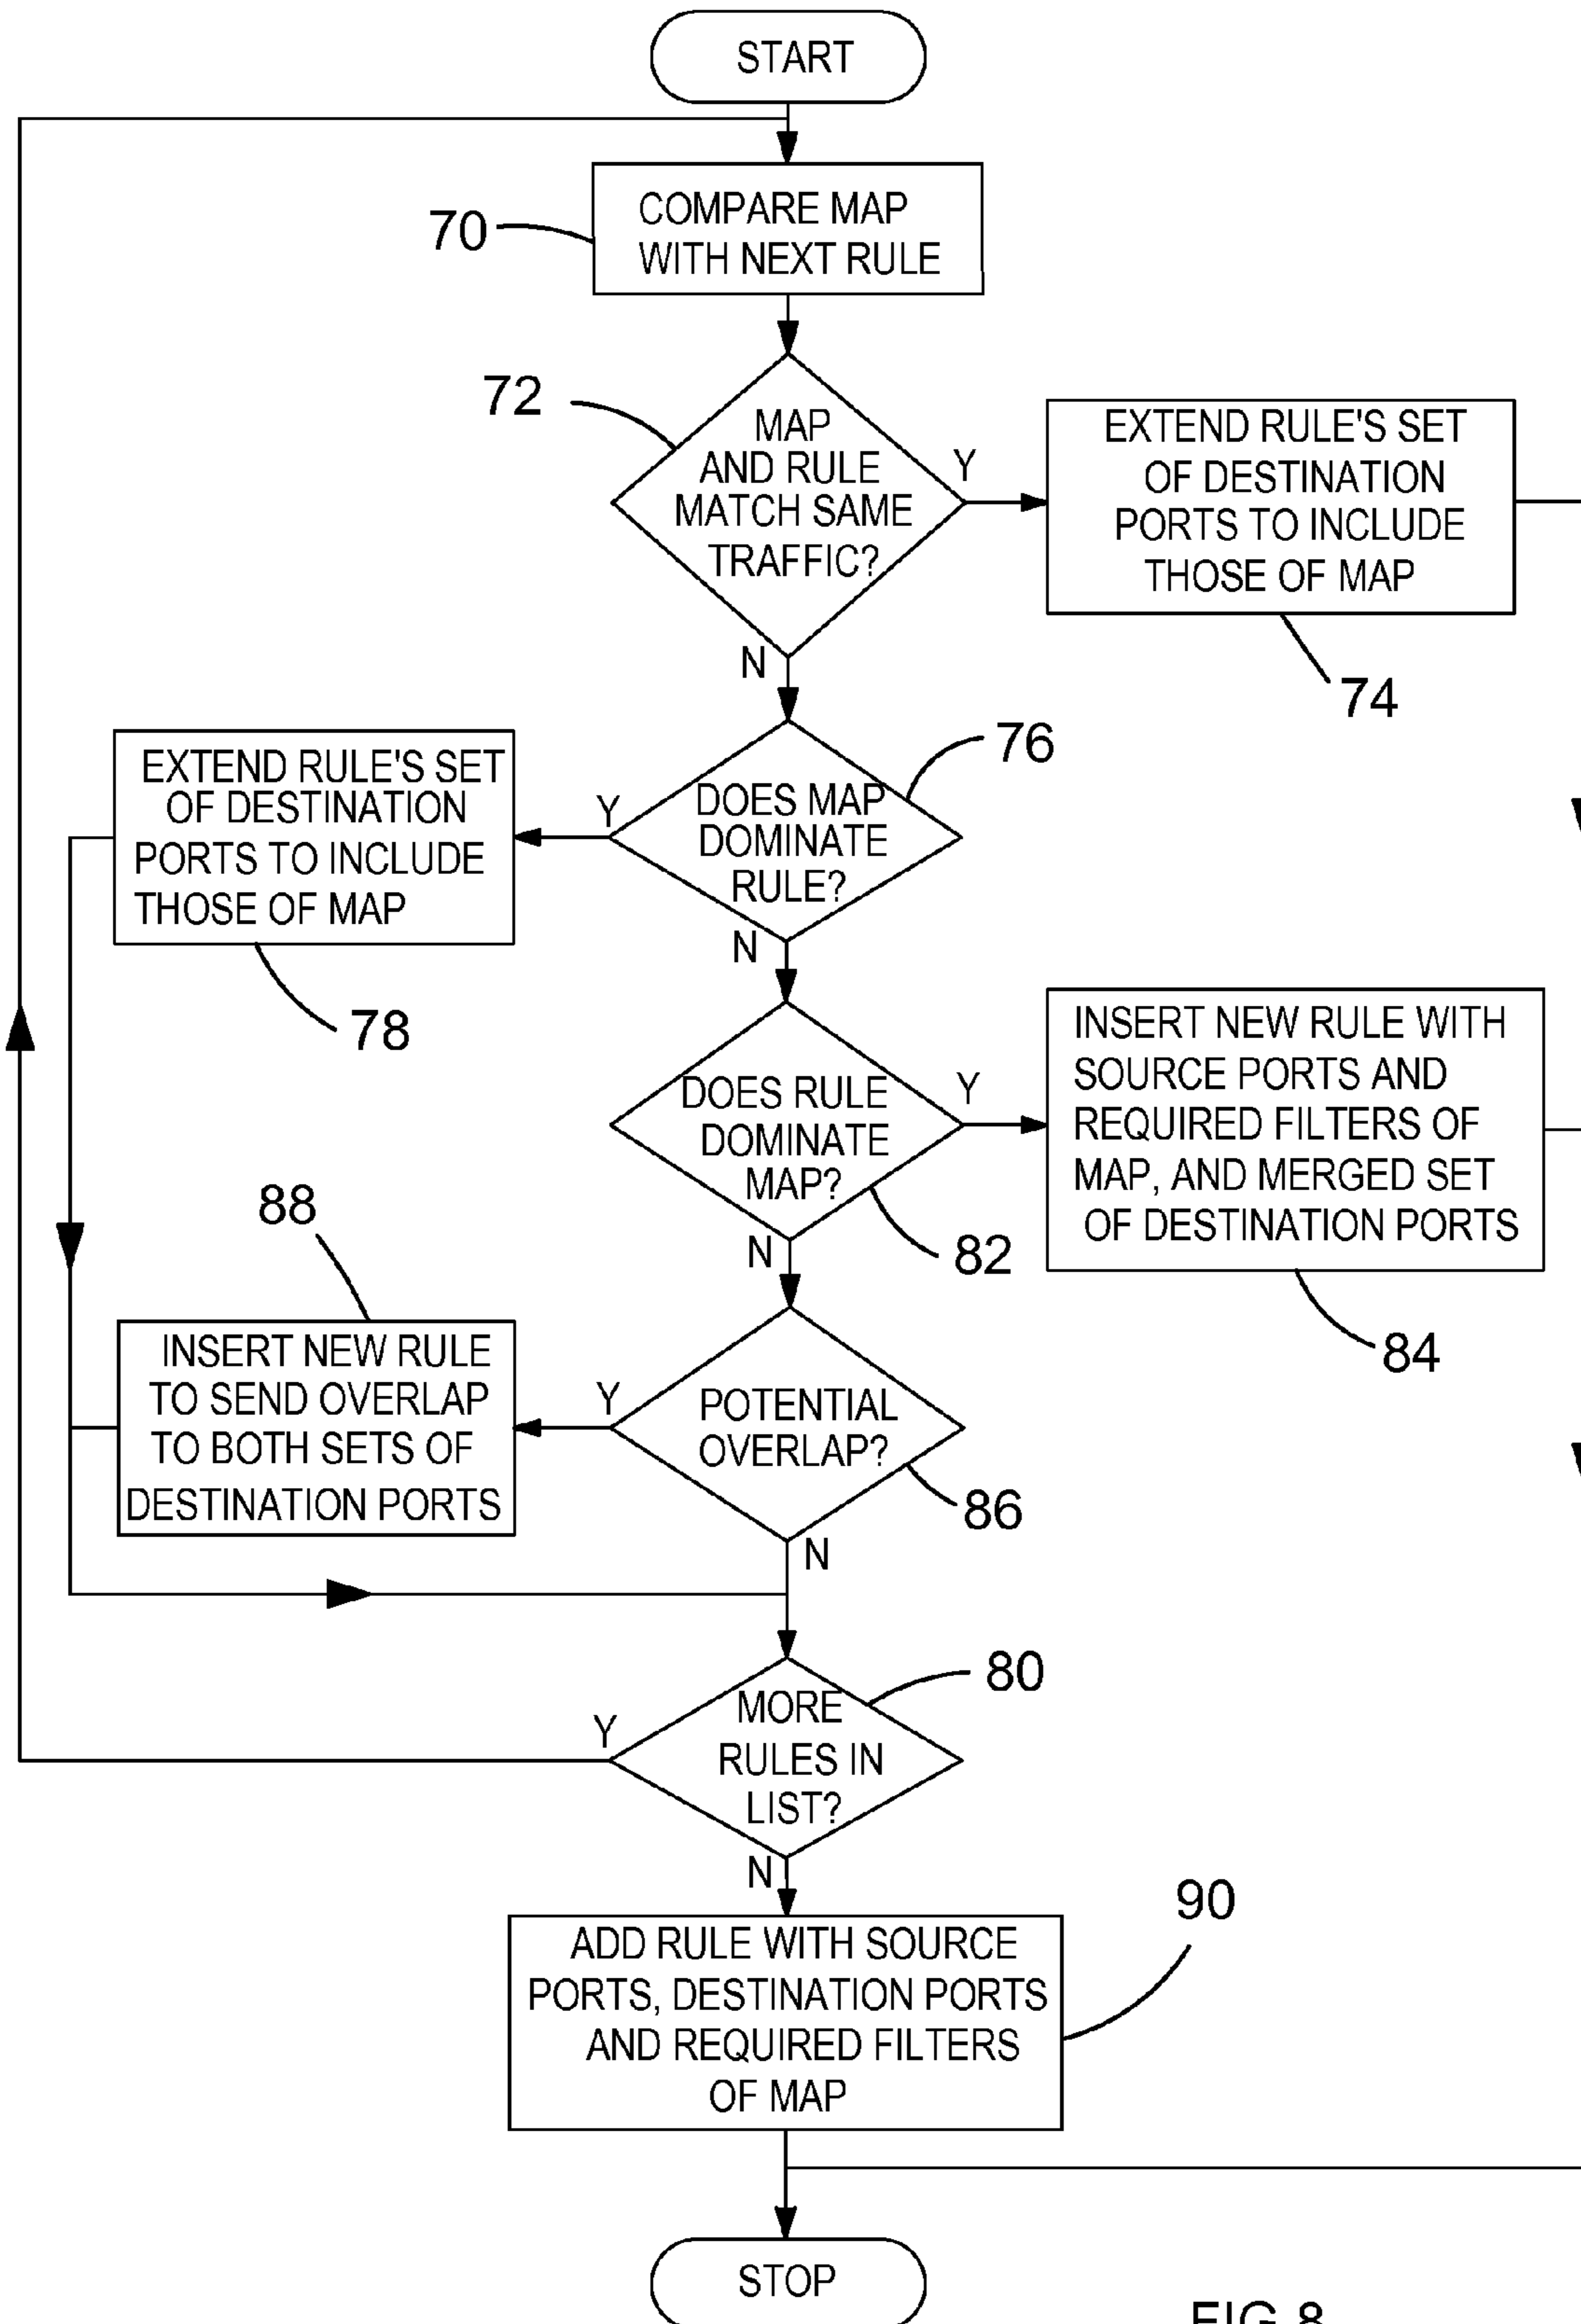 START
COMPARE MAP
WITH NEXT RULE
70
72
MAP
AND RULE
MATCH SAME
TRAFFIC?
Y
N
EXTEND RULE'S SET
OF DESTINATION
PORTS TO INCLUDE
THOSE OF MAP
74
76
DOES MAP
DOMINATE
RULE?
Y
N
EXTEND RULE'S SET
OF DESTINATION
PORTS TO INCLUDE
THOSE OF MAP
78
DOES RULE
DOMINATE
MAP?
Y
N
82
INSERT NEW RULE WITH
SOURCE PORTS AND
REQUIRED FILTERS OF
MAP, AND MERGED SET
OF DESTINATION PORTS
84
88
INSERT NEW RULE
TO SEND OVERLAP
TO BOTH SETS OF
DESTINATION PORTS
Y
POTENTIAL
OVERLAP?
86
N
80
MORE
RULES IN
LIST?
Y
N
90
ADD RULE WITH SOURCE
PORTS, DESTINATION PORTS
AND REQUIRED FILTERS
OF MAP
STOP
FIG 8